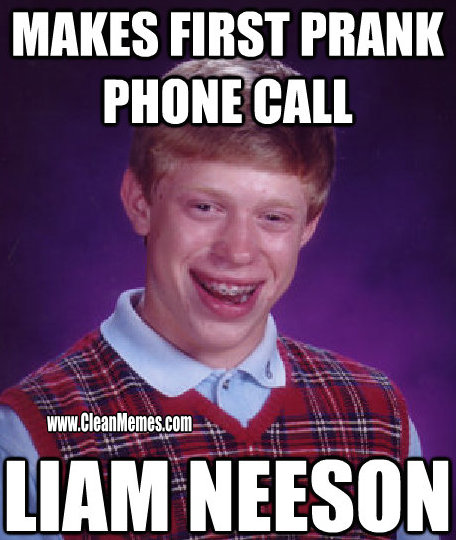 MAKES FIRST PRANK
PHONE CALL
www.CleanMemes.com
LIAM NEESON